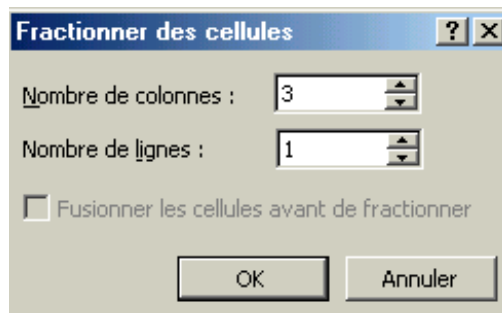 Fractionner des cellules ? X
Nombre de colonnes : 3
Nombre de lignes : 1
Fusionner les cellules avant de fractionner
OK Annuler